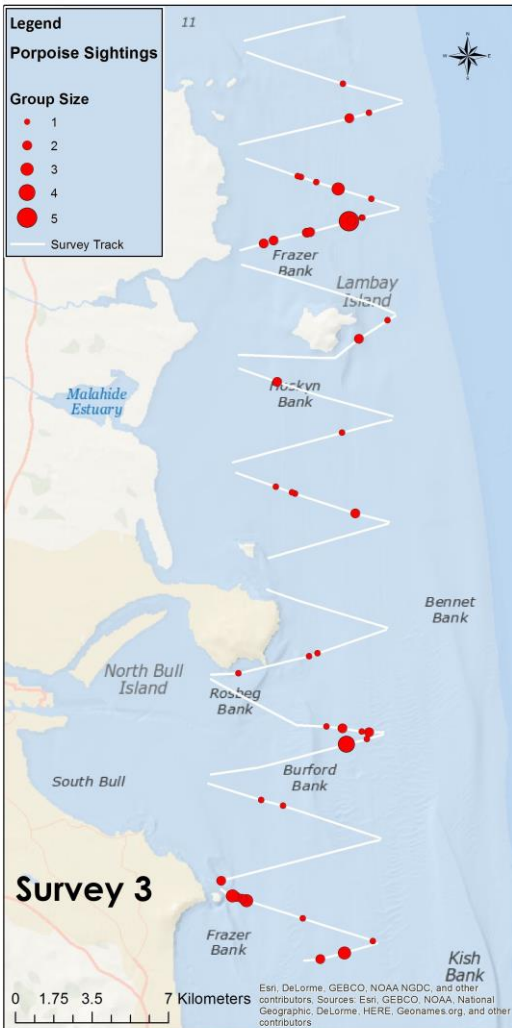 Legend
Porpoise Sightings
Group Size
1
2
3
4
5
Survey Track
11
N
W
E
S
Frazer
Bank
Lambay
Island
Malahide
Estuary
Hoskyn
Bank
Bennet
Bank
North Bull
Island
Rosbeg
Bank
South Bull
Burford
Bank
Survey 3
Frazer
Bank
Kish
Bank
0 1.75 3.5 7 Kilometers
Esri, DeLorme, GEBCO, NOAA NGDC, and other
contributors, Sources: Esri, GEBCO, NOAA, National
Geographic, DeLorme, HERE, Geonames.org, and other
contributors